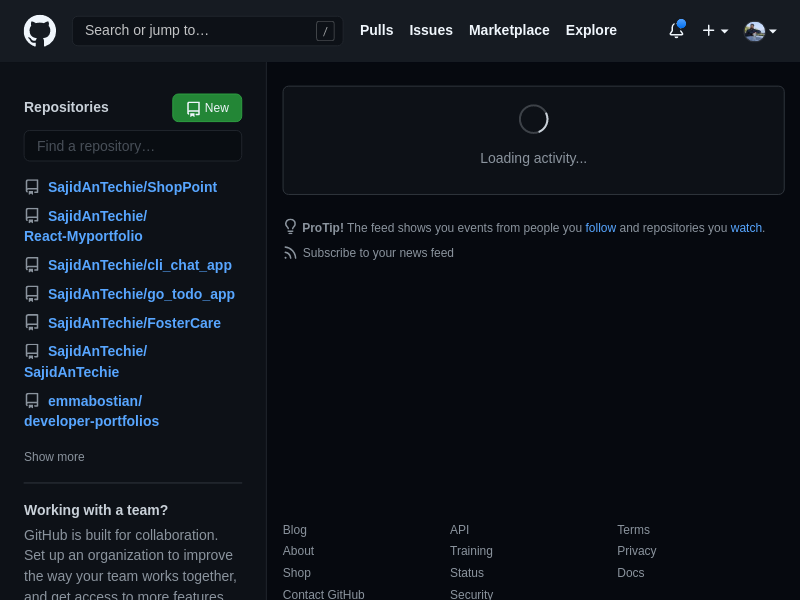 Search or jump to…
/
Pulls
Issues
Marketplace
Explore
Repositories
New
Find a repository…
SajidAnTechie/ShopPoint
SajidAnTechie/
React-Myportfolio
SajidAnTechie/cli_chat_app
SajidAnTechie/go_todo_app
SajidAnTechie/FosterCare
SajidAnTechie/
SajidAnTechie
emmabostian/
developer-portfolios
Show more
Working with a team?
GitHub is built for collaboration.
Set up an organization to improve
the way your team works together,
and get access to more features.
Loading activity...
ProTip! The feed shows you events from people you follow and repositories you watch.
Subscribe to your news feed
Blog
About
Shop
Contact GitHub
API
Training
Status
Security
Terms
Privacy
Docs